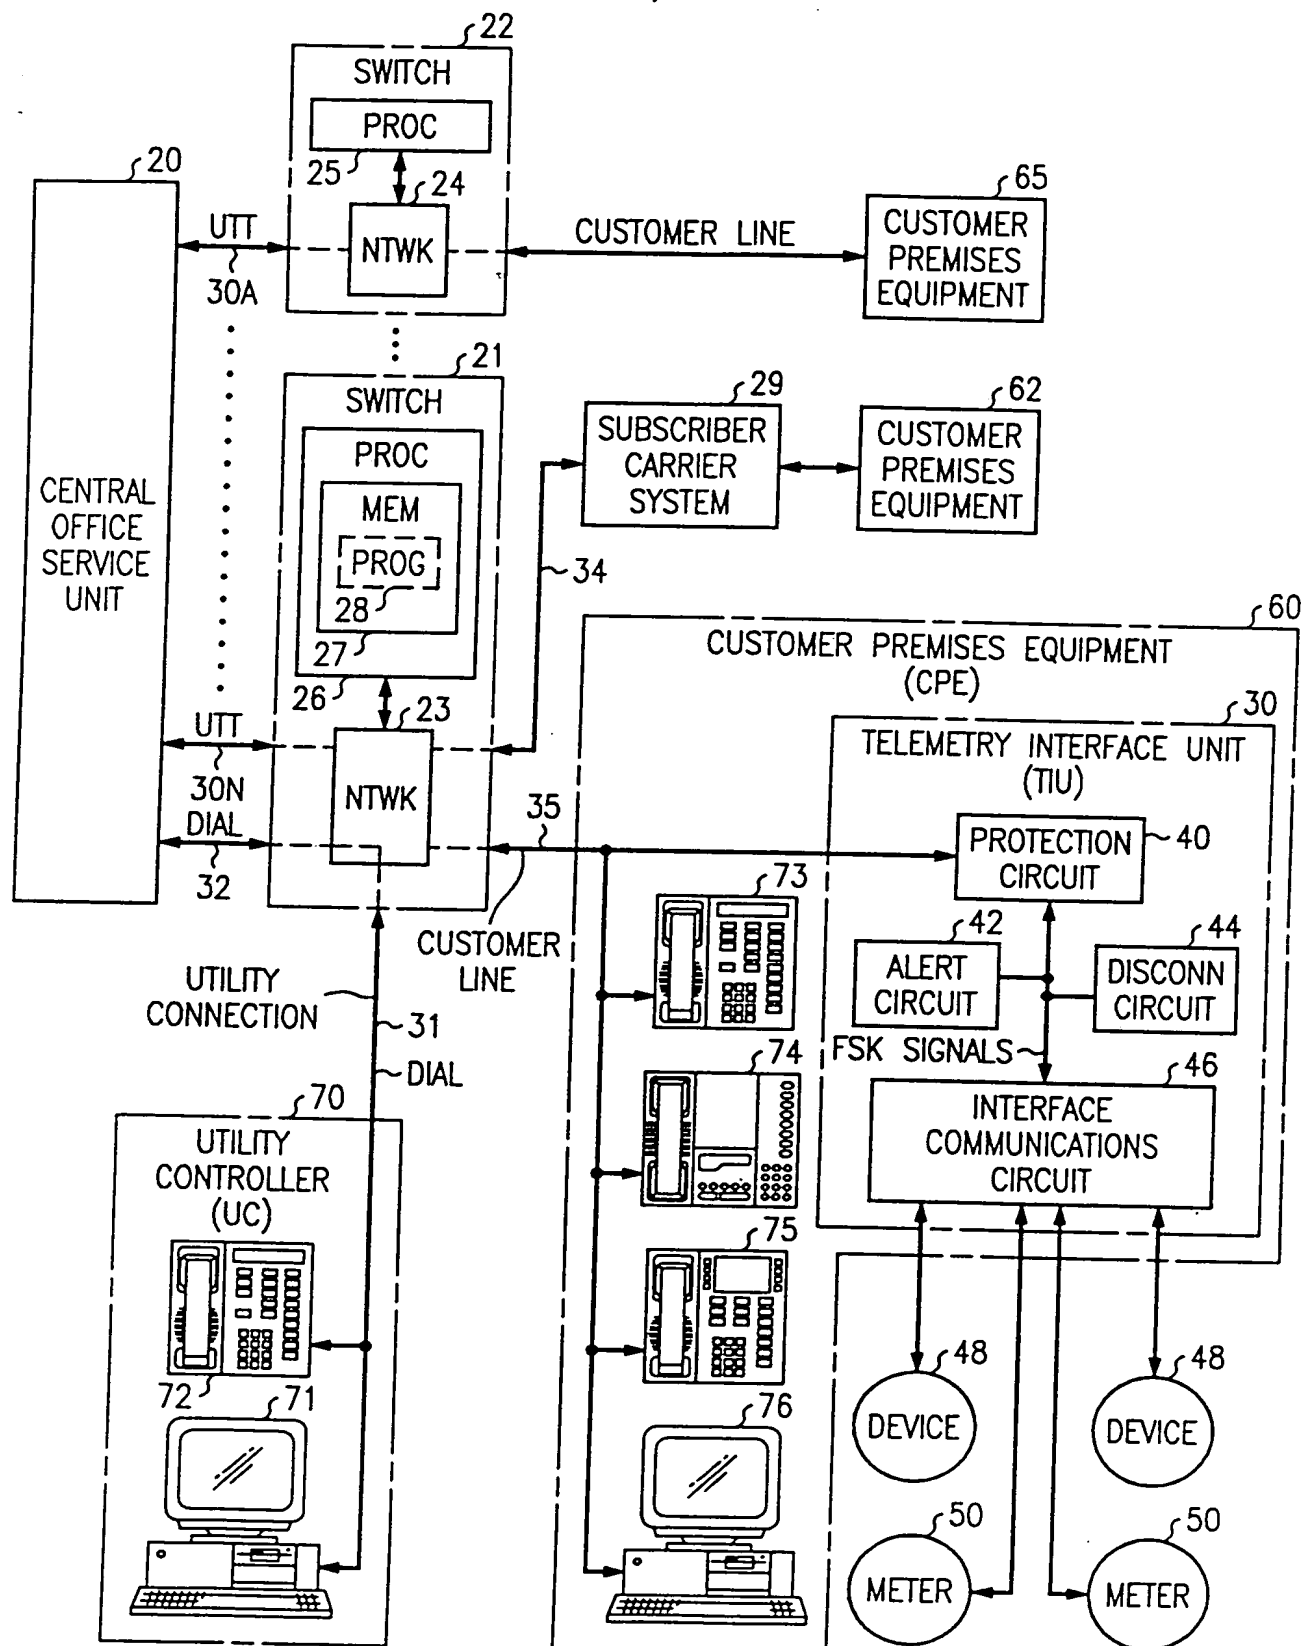 22
SWITCH
PROC
25
24
NTWK
20
UTT
30A
CENTRAL
OFFICE
SERVICE
UNIT
CUSTOMER LINE
65
CUSTOMER
PREMISES
EQUIPMENT
21
SWITCH
PROC
MEM
PROG
28
27
26
23
NTWK
29
SUBSCRIBER
CARRIER
SYSTEM
62
CUSTOMER
PREMISES
EQUIPMENT
34
UTT
30N
DIAL
32
35
CUSTOMER
LINE
UTILITY
CONNECTION
31
DIAL
60
CUSTOMER PREMISES EQUIPMENT
(CPE)
30
TELEMETRY INTERFACE UNIT
(TIU)
PROTECTION
CIRCUIT
40
42
ALERT
CIRCUIT
44
DISCONN
CIRCUIT
FSK SIGNALS
46
INTERFACE
COMMUNICATIONS
CIRCUIT
73
74
75
76
70
UTILITY
CONTROLLER
(UC)
72
71
48
DEVICE
48
DEVICE
50
METER
50
METER